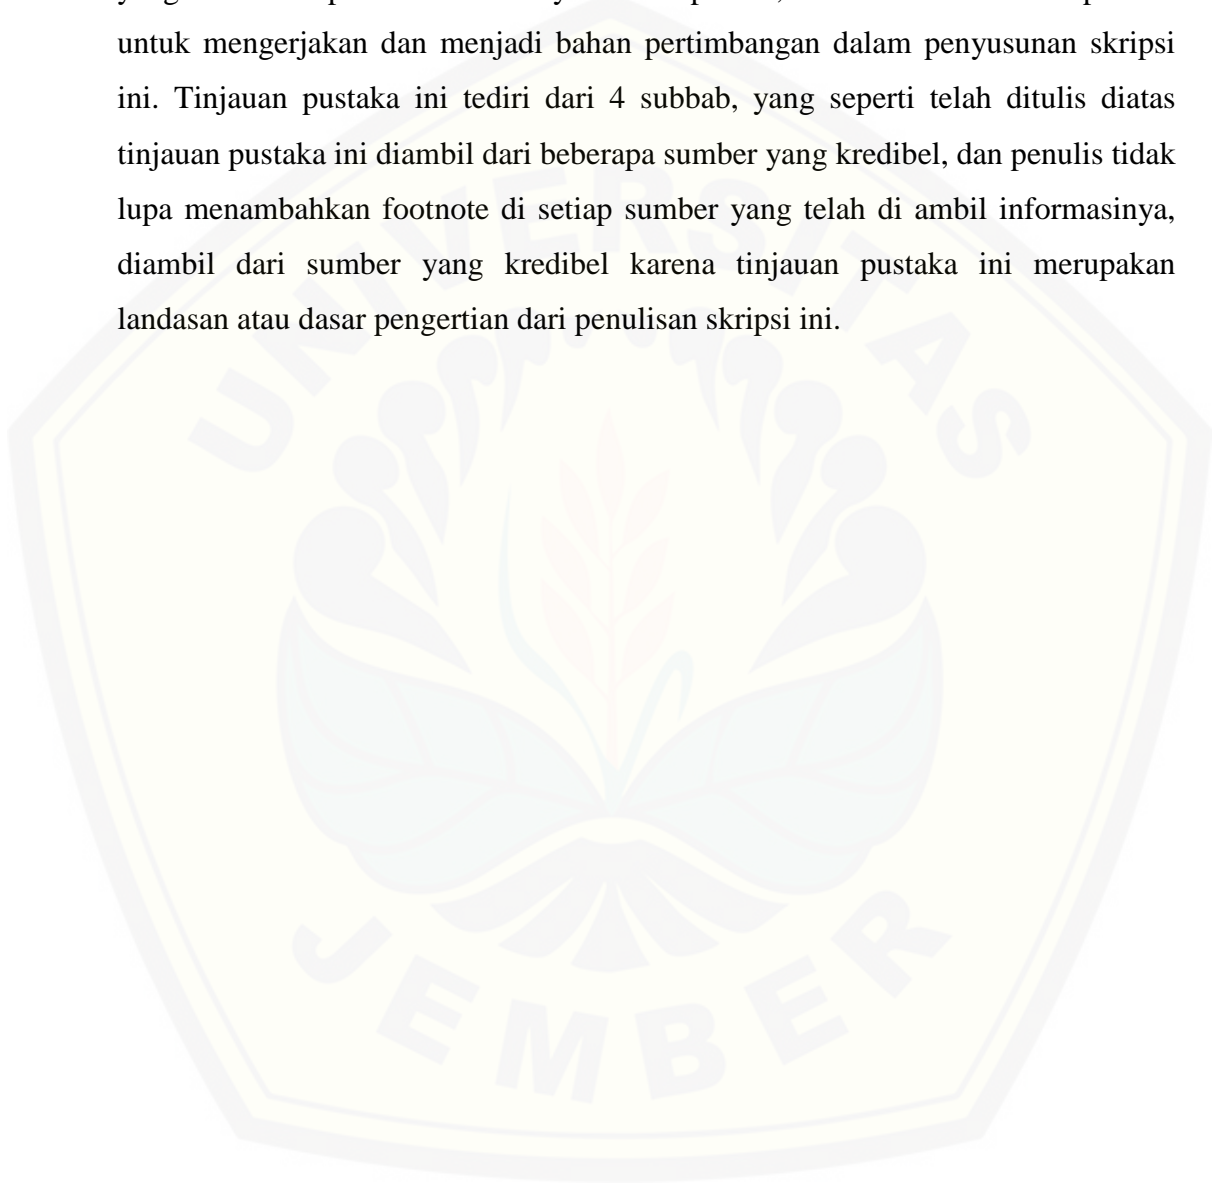 untuk mengerjakan dan menjadi bahan pertimbangan dalam penyusunan skripsi
ini. Tinjauan pustaka ini tediri dari 4 subbab, yang seperti telah ditulis diatas
tinjauan pustaka ini diambil dari beberapa sumber yang kredibel, dan penulis tidak
lupa menambahkan footnote di setiap sumber yang telah di ambil informasinya,
diambil dari sumber yang kredibel karena tinjauan pustaka ini merupakan
landasan atau dasar pengertian dari penulisan skripsi ini.
UNIVERSITAS
JEMBER